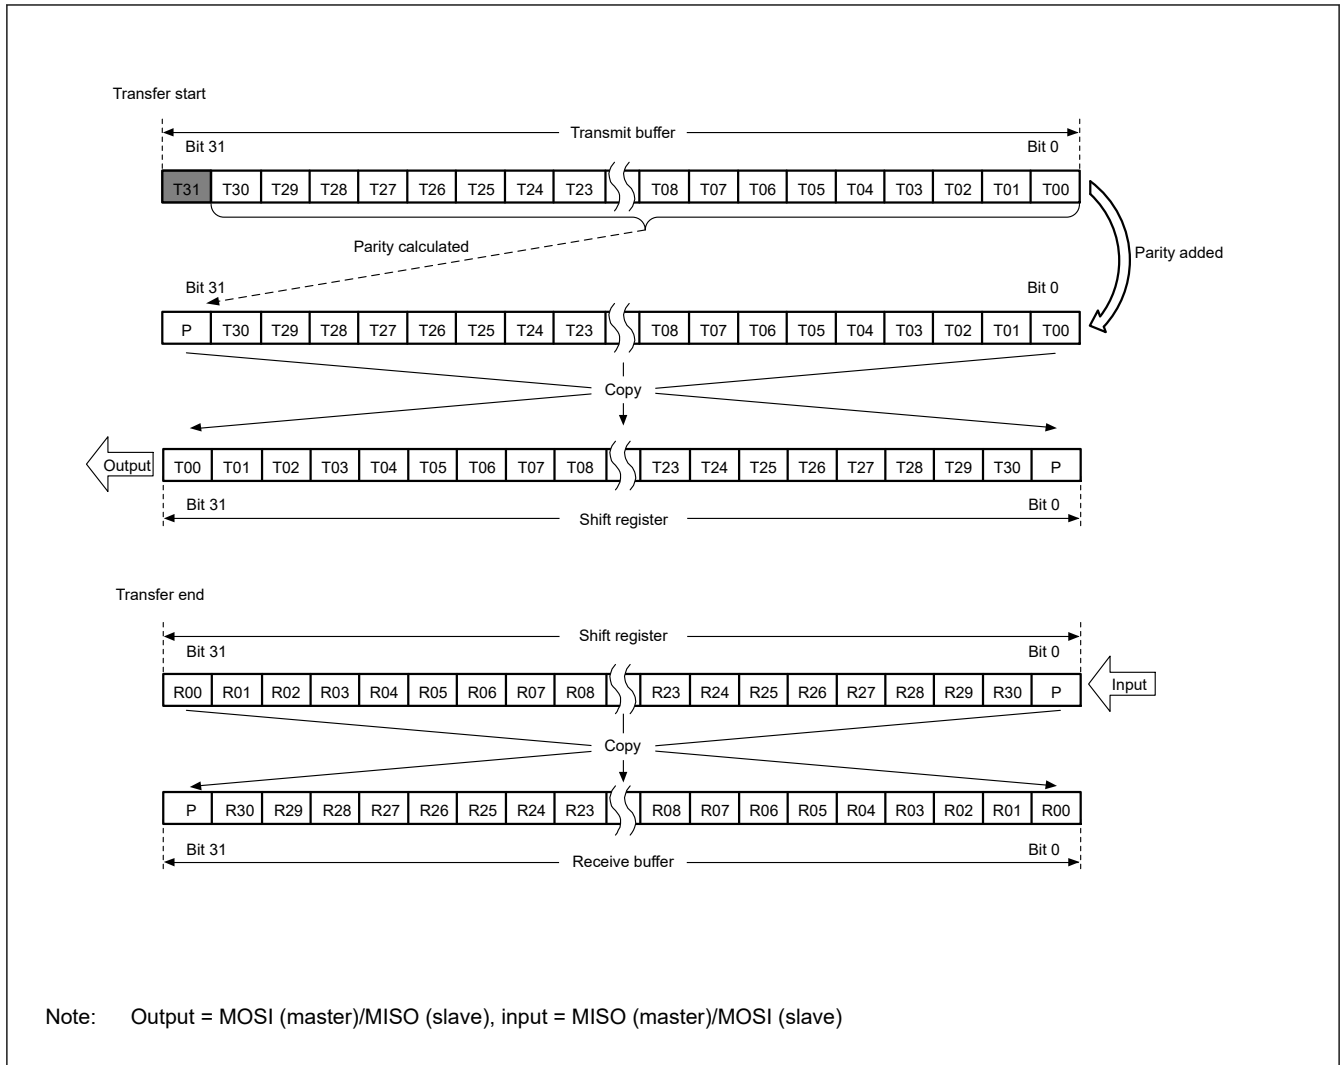 Transfer start
Transmit buffer
Bit 31 Bit 0
T31 T30 T29 T28 T27 T26 T25 T24 T23 T08 T07 T06 T05 T04 T03 T02 T01 T00
Parity calculated
Parity added
Bit 31 Bit 0
P T30 T29 T28 T27 T26 T25 T24 T23 T08 T07 T06 T05 T04 T03 T02 T01 T00
Copy
Output T00 T01 T02 T03 T04 T05 T06 T07 T08 T23 T24 T25 T26 T27 T28 T29 T30 P
Bit 31 Bit 0
Shift register
Transfer end
Shift register
Bit 31 Bit 0
R00 R01 R02 R03 R04 R05 R06 R07 R08 R23 R24 R25 R26 R27 R28 R29 R30 P Input
Copy
P R30 R29 R28 R27 R26 R25 R24 R23 R08 R07 R06 R05 R04 R03 R02 R01 R00
Bit 31 Bit 0
Receive buffer
Note: Output = MOSI (master)/MISO (slave), input = MISO (master)/MOSI (slave)